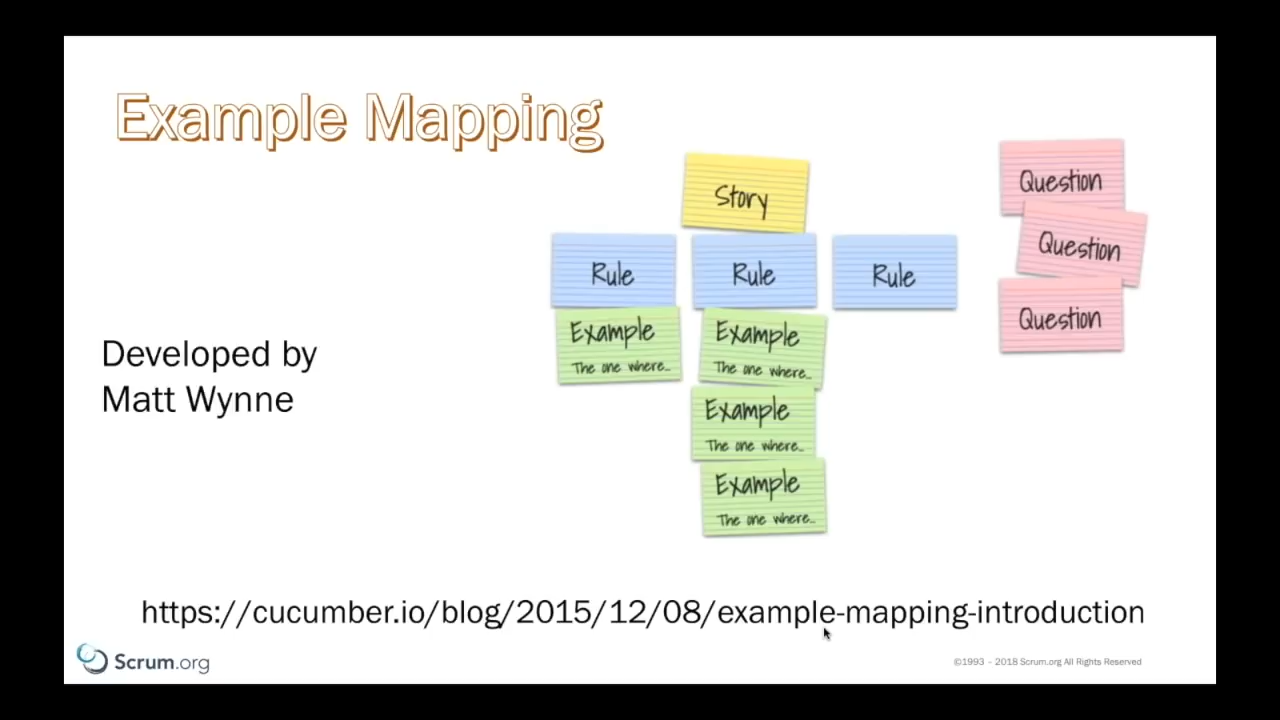 Example Mapping
Story
Rule
Rule
Rule
Example
The one where..
Example
The one where..
Example
The one where..
Example
The one where..
Question
Question
Question
Developed by
Matt Wynne
https://cucumber.io/blog/2015/12/08/example-mapping-introduction
Scrum.org
©1993 – 2018 Scrum.org All Rights Reserved